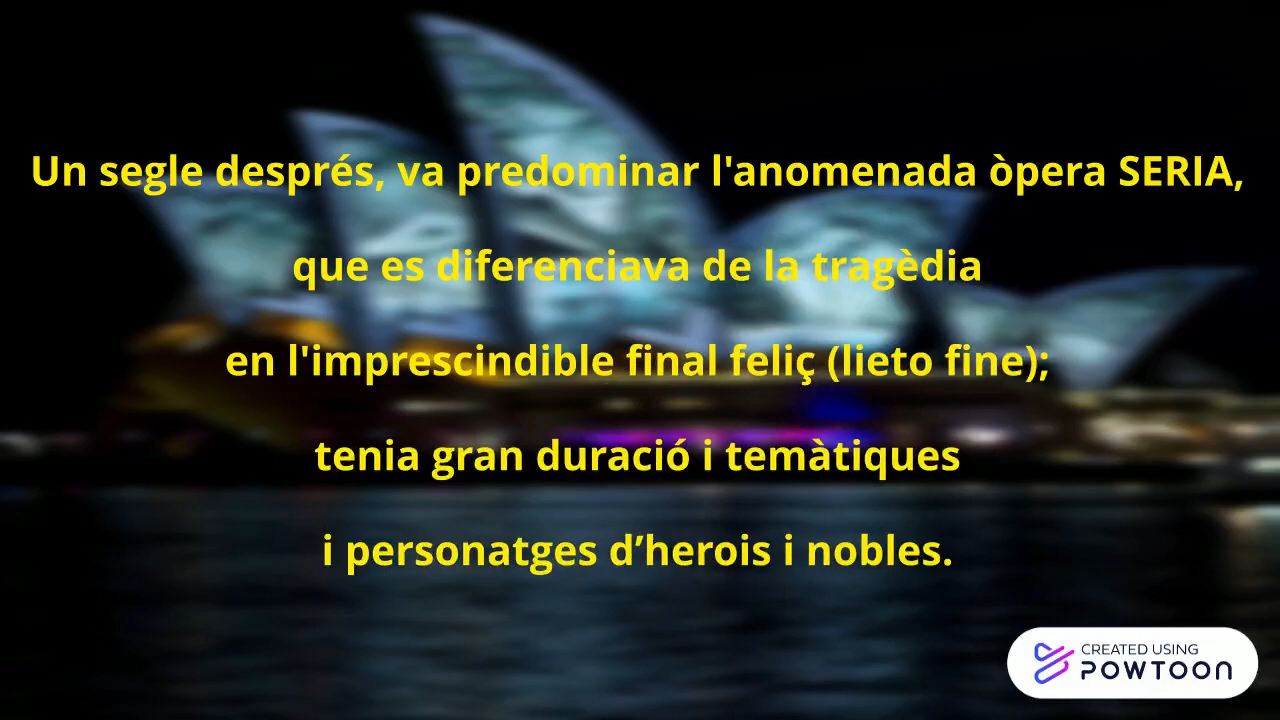 Un segle després, va predominar l'anomenada òpera SERIA,
que es diferenciava de la tragèdia
en l'imprescindible final feliç (lieto fine);
tenia gran duració i temàtiques
i personatges d’herois i nobles.
CREATED USING
POWTOON